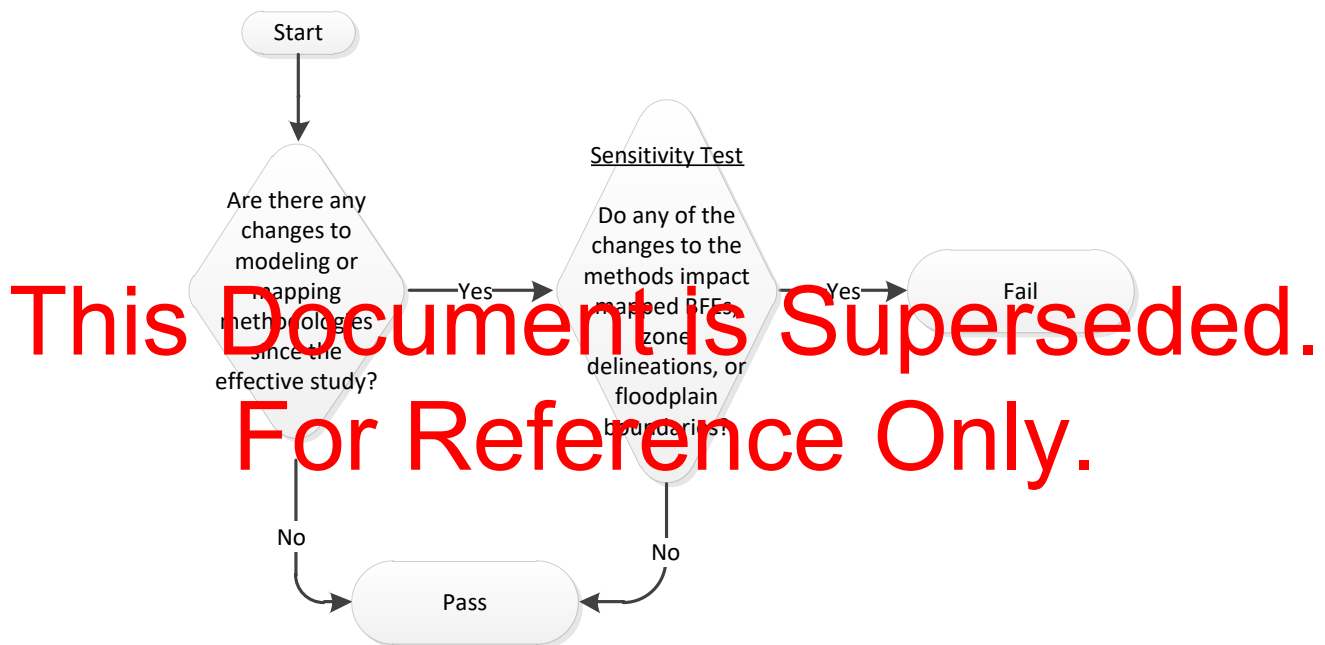 Start
Are there any
changes to
modeling or
mapping
methodologies
since the
effective study?
Yes
Sensitivity Test
Do any of the
changes to the
methods impact
mapped BFEs,
zone
delineations, or
floodplain
boundaries?
Yes
Fail
No
No
Pass
This Document is Superseded.
For Reference Only.